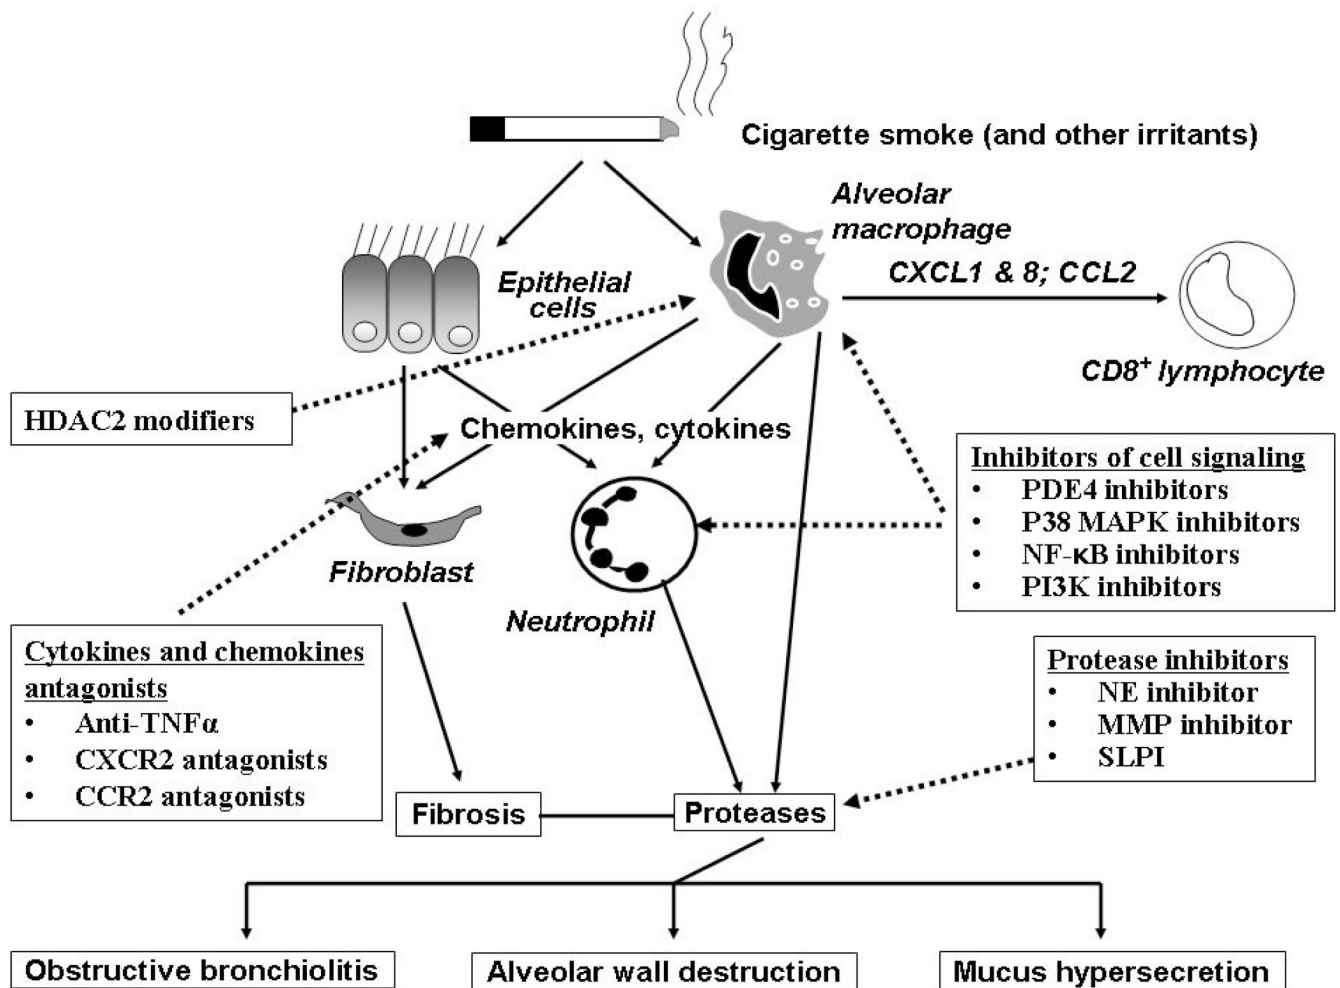 Cigarette smoke (and other irritants)
Alveolar
macrophage
CXCL1 & 8; CCL2
Epithelial
cells
CD8⁺ lymphocyte
HDAC2 modifiers
Chemokines, cytokines
Inhibitors of cell signaling
• PDE4 inhibitors
• P38 MAPK inhibitors
• NF-κB inhibitors
• PI3K inhibitors
Fibroblast
Neutrophil
Cytokines and chemokines
antagonists
• Anti-TNFα
• CXCR2 antagonists
• CCR2 antagonists
Protease inhibitors
• NE inhibitor
• MMP inhibitor
• SLPI
Fibrosis
Proteases
Obstructive bronchiolitis
Alveolar wall destruction
Mucus hypersecretion